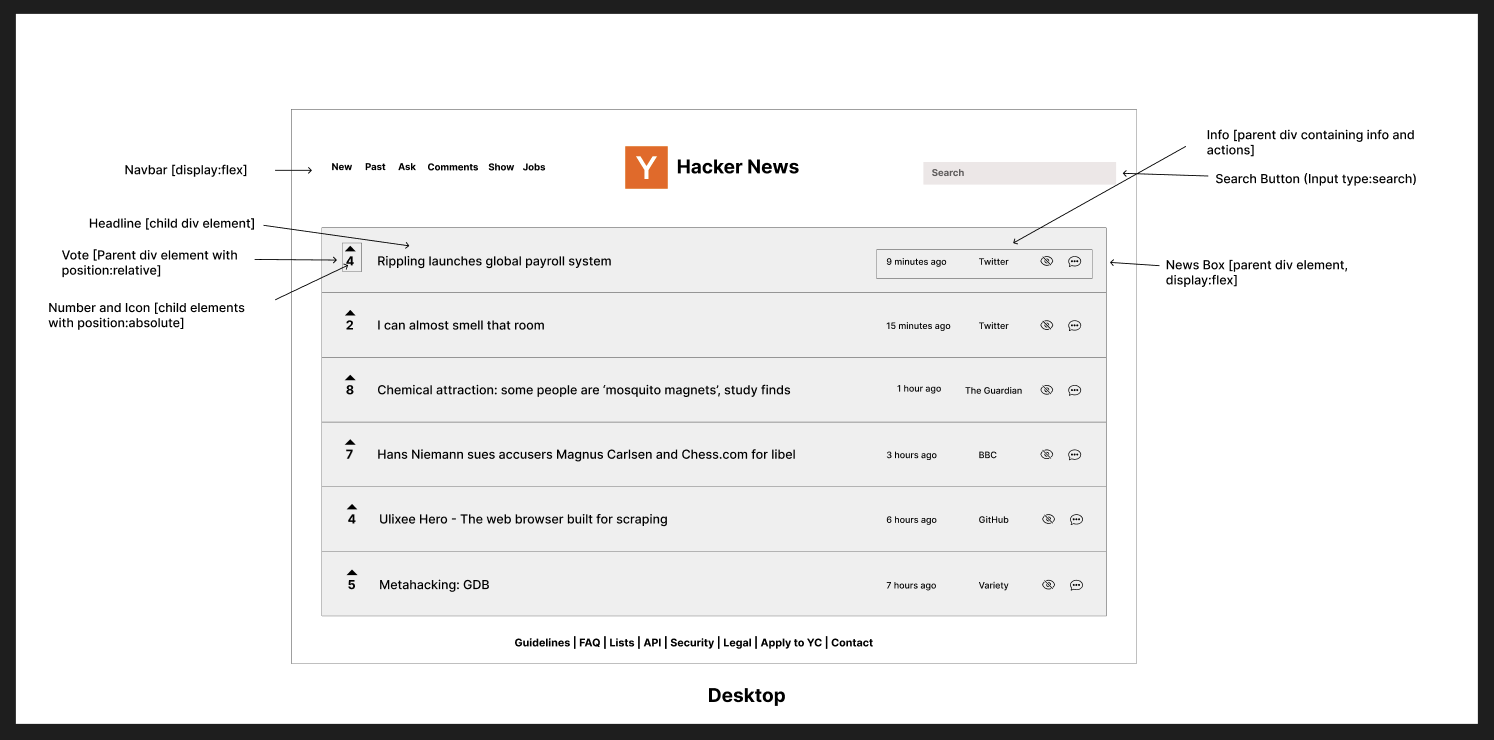 Info [parent div containing info and
actions]
Navbar [display:flex]
New Past Ask Comments Show Jobs
Y Hacker News
Search
Search Button (Input type:search)
Headline [child div element]
Vote [Parent div element with
position:relative]
4 Rippling launches global payroll system 9 minutes ago Twitter
News Box [parent div element,
display:flex]
Number and Icon [child elements
with position:absolute]
2 I can almost smell that room 15 minutes ago Twitter
8 Chemical attraction: some people are ‘mosquito magnets’, study finds 1 hour ago The Guardian
7 Hans Niemann sues accusers Magnus Carlsen and Chess.com for libel 3 hours ago BBC
4 Ulixee Hero - The web browser built for scraping 6 hours ago GitHub
5 Metahacking: GDB 7 hours ago Variety
Guidelines | FAQ | Lists | API | Security | Legal | Apply to YC | Contact
Desktop